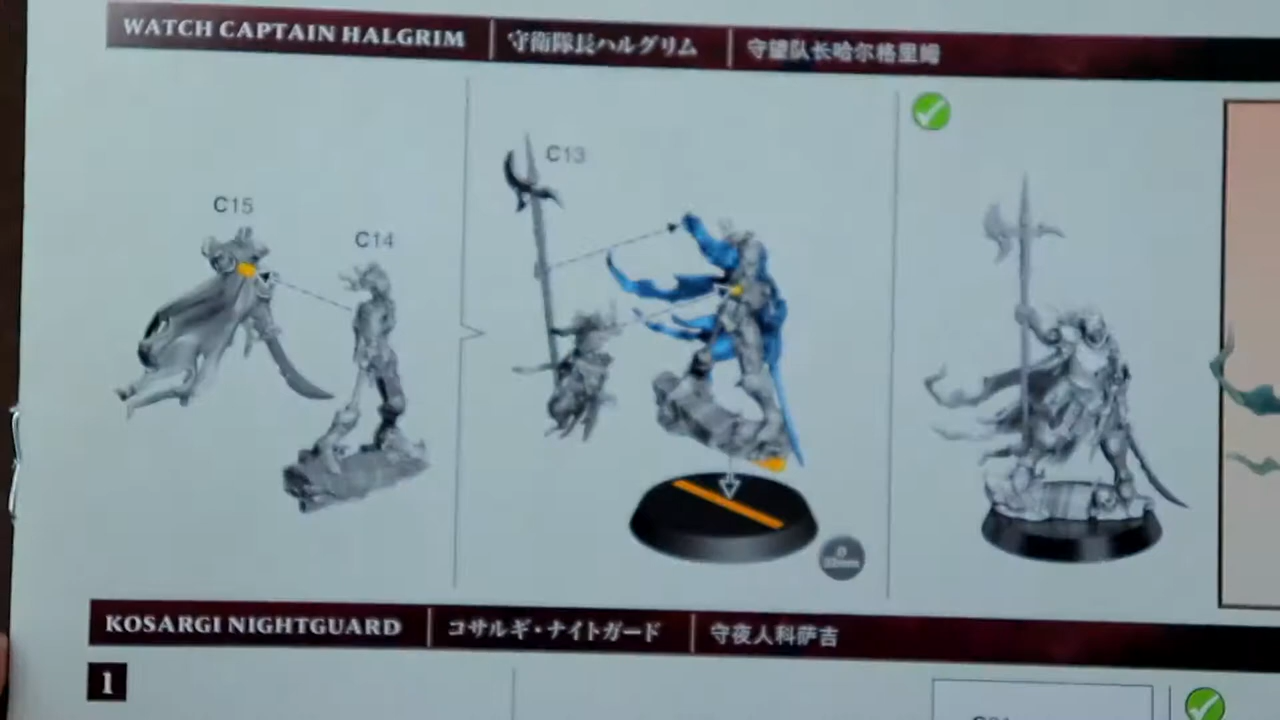 WATCH CAPTAIN HALGRIM 守衛隊長ハルグリム 守望队长哈尔格里姆
C15
C14
C13
KOSARGI NIGHTGUARD コサルギ・ナイトガード 守夜人科萨吉
1